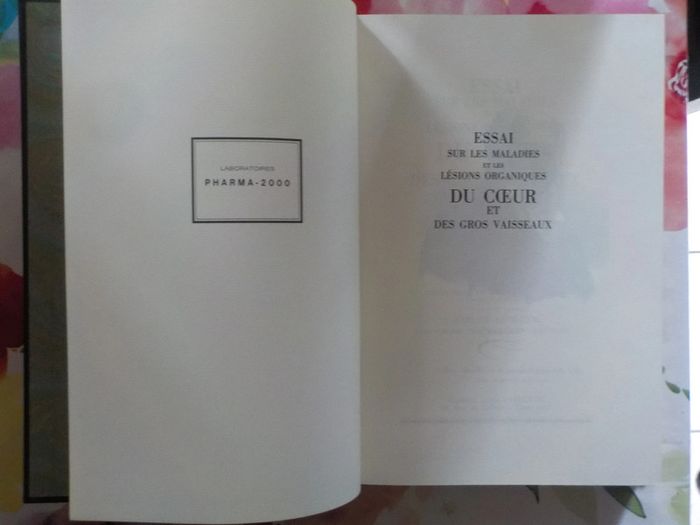 LABORATOIRES
PHARMA-2000
ESSAI
SUR LES MALADIES
ET LES
LÉSIONS ORGANIQUES
DU CŒUR
ET
DES GROS VAISSEAUX